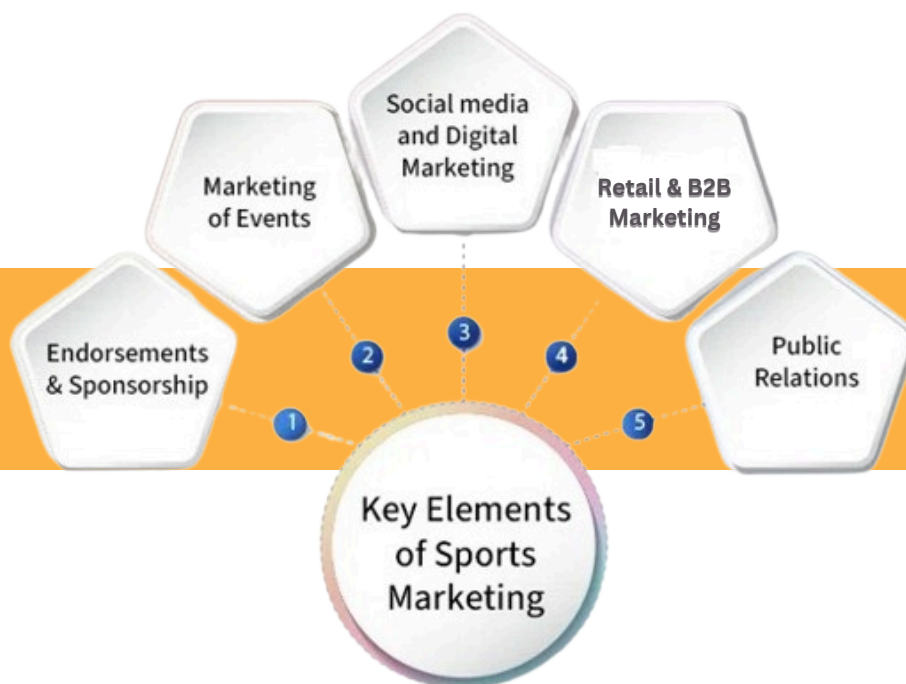 Social media
and Digital
Marketing
Marketing
of Events
Retail & B2B
Marketing
Endorsements
& Sponsorship
Public
Relations
1
2
3
4
5
Key Elements
of Sports
Marketing